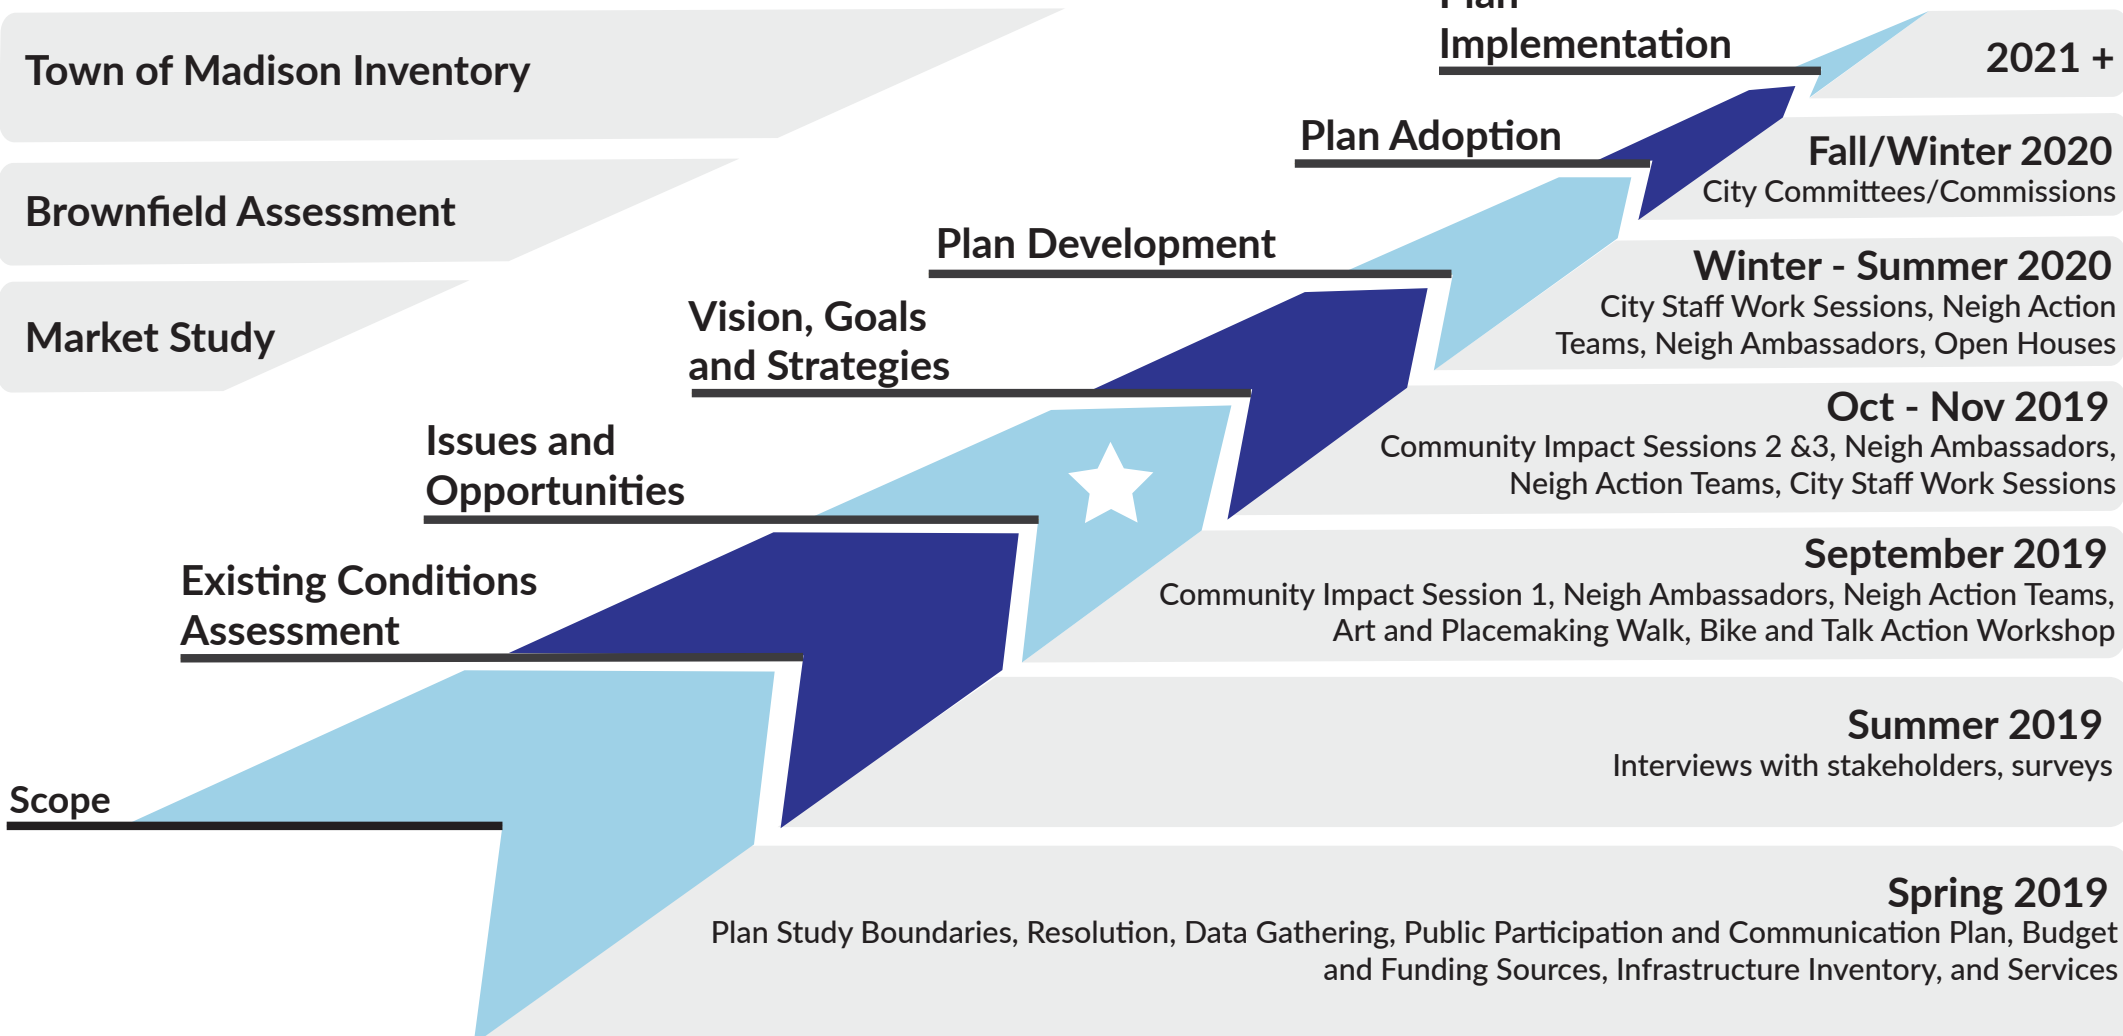 Town of Madison Inventory
Brownfield Assessment
Market Study
Plan
Implementation
2021 +
Plan Adoption
Fall/Winter 2020
City Committees/Commissions
Plan Development
Winter - Summer 2020
City Staff Work Sessions, Neigh Action
Teams, Neigh Ambassadors, Open Houses
Vision, Goals
and Strategies
Oct - Nov 2019
Community Impact Sessions 2 &3, Neigh Ambassadors,
Neigh Action Teams, City Staff Work Sessions
Issues and
Opportunities
September 2019
Community Impact Session 1, Neigh Ambassadors, Neigh Action Teams,
Art and Placemaking Walk, Bike and Talk Action Workshop
Existing Conditions
Assessment
Summer 2019
Interviews with stakeholders, surveys
Scope
Spring 2019
Plan Study Boundaries, Resolution, Data Gathering, Public Participation and Communication Plan, Budget
and Funding Sources, Infrastructure Inventory, and Services